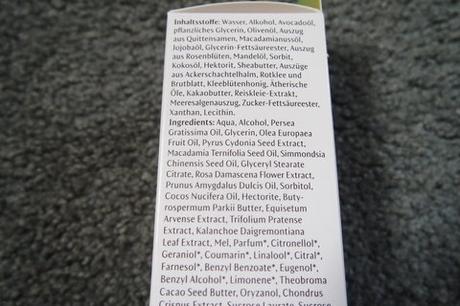 Inhaltsstoffe: Wasser, Alkohol, Avocadoöl,
pflanzliches Glycerin, Olivenöl, Auszug
aus Quittensamen, Macadamianussöl,
Jojobaöl, Glycerin-Fettsäureester, Auszug
aus Rosenblüten, Mandelöl, Sorbit,
Kokosöl, Hektorit, Sheabutter, Auszüge
aus Ackerschachtelhalm, Rotklee und
Brutblatt, Kleeblütenhonig, Ätherische
Öle, Kakaobutter, Reiskleie-Extrakt,
Meeresalgenauszug, Zucker-Fettsäureester,
Xanthan, Lecithin.
Ingredients: Aqua, Alcohol, Persea
Gratissima Oil, Glycerin, Olea Europaea
Fruit Oil, Pyrus Cydonia Seed Extract,
Macadamia Ternifolia Seed Oil, Simmondsia
Chinensis Seed Oil, Glyceryl Stearate
Citrate, Rosa Damascena Flower Extract,
Prunus Amygdalus Dulcis Oil, Sorbitol,
Cocos Nucifera Oil, Hectorite, Buty-
rospermum Parkii Butter, Equisetum
Arvense Extract, Trifolium Pratense
Extract, Kalanchoe Daigremontiana
Leaf Extract, Mel, Parfum*, Citronellol*,
Geraniol*, Coumarin*, Linalool*, Citral*,
Farnesol*, Benzyl Benzoate*, Eugenol*,
Benzyl Alcohol*, Limonene*, Theobroma
Cacao Seed Butter, Oryzanol, Chondrus
Crispus Extract, Sucrose Laurate, Sucrose